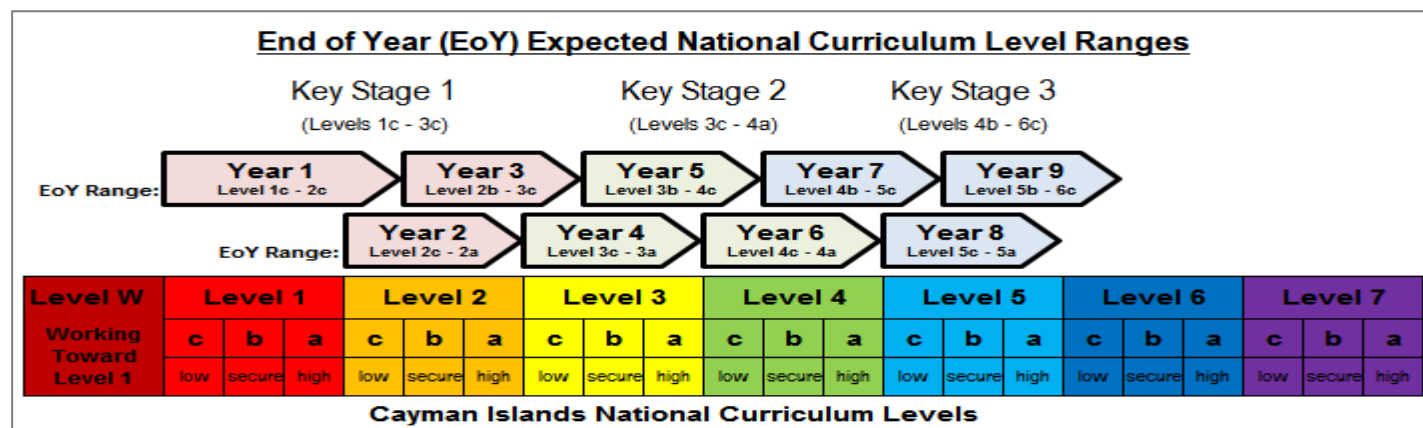 End of Year (EoY) Expected National Curriculum Level Ranges
Key Stage 1 Key Stage 2 Key Stage 3
(Levels 1c - 3c) (Levels 3c - 4a) (Levels 4b - 6c)
Year 1 Year 3 Year 5 Year 7 Year 9
EoY Range: Level 1c - 2c Level 2b - 3c Level 3b - 4c Level 4b - 5c Level 5b - 6c
Year 2 Year 4 Year 6 Year 8
EoY Range: Level 2c - 2a Level 3c - 3a Level 4c - 4a Level 5c - 5a
Level W Level 1 Level 2 Level 3 Level 4 Level 5 Level 6 Level 7
Working
Toward
Level 1
c b a c b a c b a c b a c b a c b a c b a
low secure high low secure high low secure high low secure high low secure high low secure high low secure high
Cayman Islands National Curriculum Levels